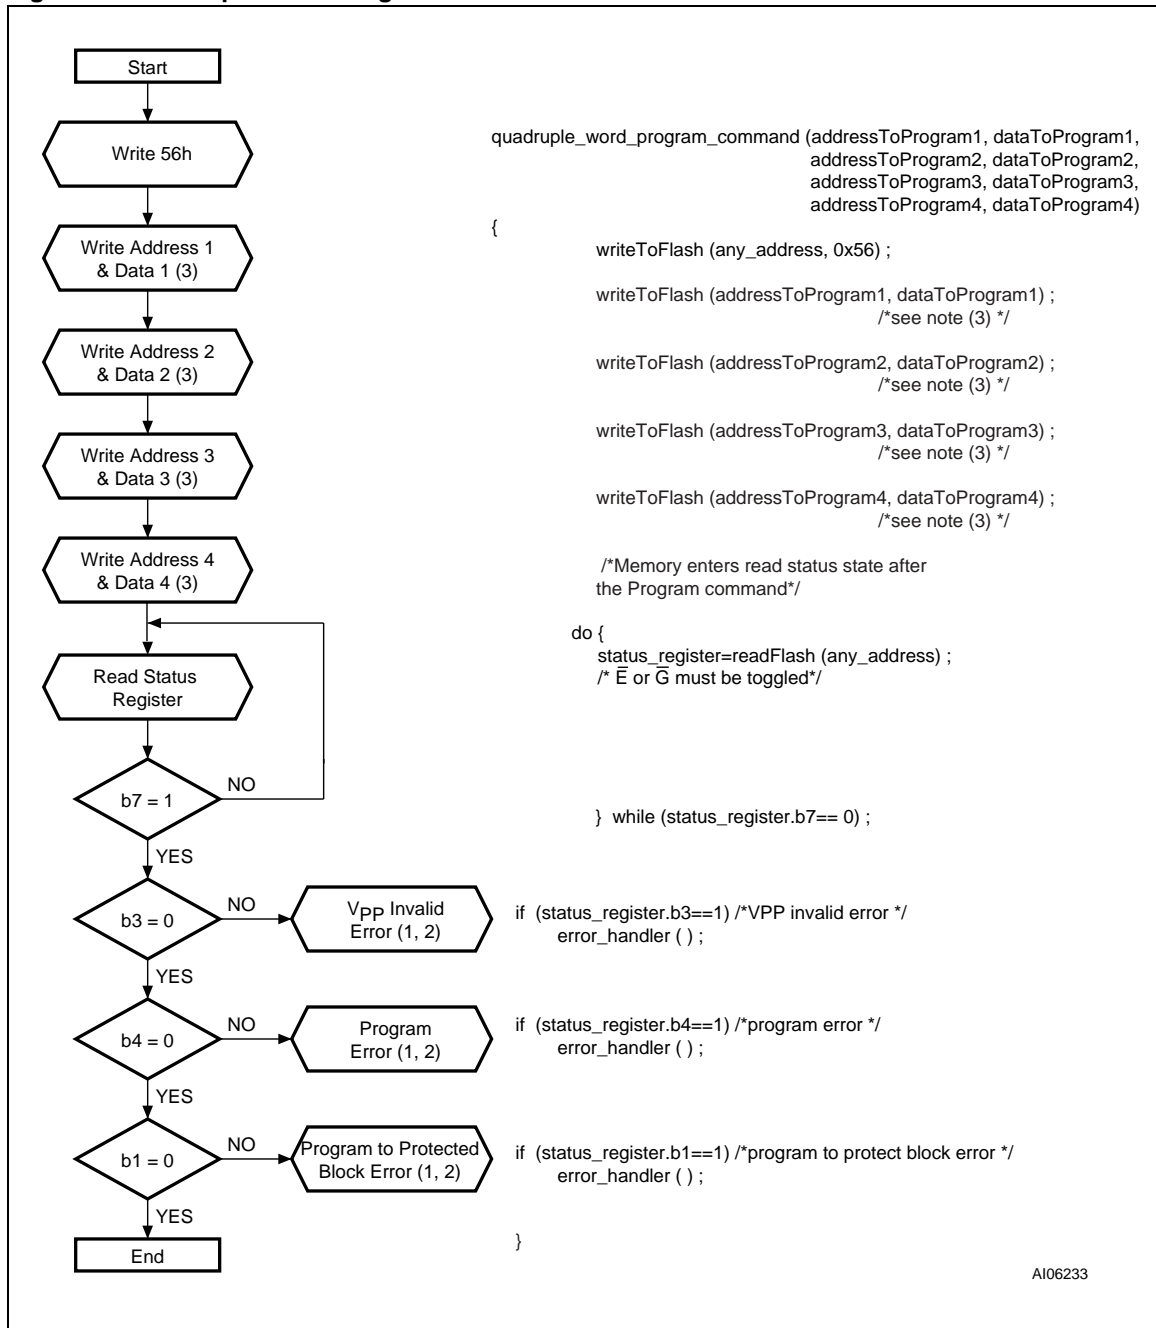 Start
Write 56h
Write Address 1
& Data 1 (3)
Write Address 2
& Data 2 (3)
Write Address 3
& Data 3 (3)
Write Address 4
& Data 4 (3)
Read Status
Register
b7 = 1
NO
YES
b3 = 0
NO
VPP Invalid
Error (1, 2)
YES
b4 = 0
NO
Program
Error (1, 2)
YES
b1 = 0
NO
Program to Protected
Block Error (1, 2)
YES
End
quadruple_word_program_command (addressToProgram1, dataToProgram1,
addressToProgram2, dataToProgram2,
addressToProgram3, dataToProgram3,
addressToProgram4, dataToProgram4)
{
writeToFlash (any_address, 0x56) ;
writeToFlash (addressToProgram1, dataToProgram1) ;
/*see note (3) */
writeToFlash (addressToProgram2, dataToProgram2) ;
/*see note (3) */
writeToFlash (addressToProgram3, dataToProgram3) ;
/*see note (3) */
writeToFlash (addressToProgram4, dataToProgram4) ;
/*see note (3) */
/*Memory enters read status state after
the Program command*/
do {
status_register=readFlash (any_address) ;
/* E̅ or G̅ must be toggled*/
} while (status_register.b7== 0) ;
if (status_register.b3==1) /*VPP invalid error */
error_handler ( ) ;
if (status_register.b4==1) /*program error */
error_handler ( ) ;
if (status_register.b1==1) /*program to protect block error */
error_handler ( ) ;
}
AI06233